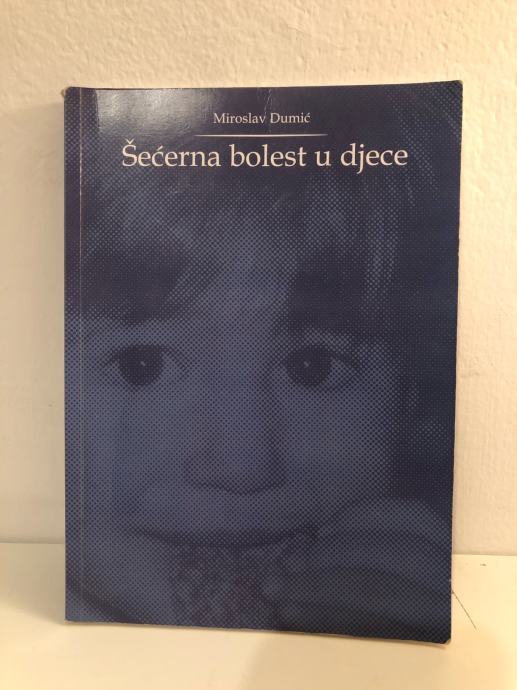 Miroslav Dumić
Šećerna bolest u djece